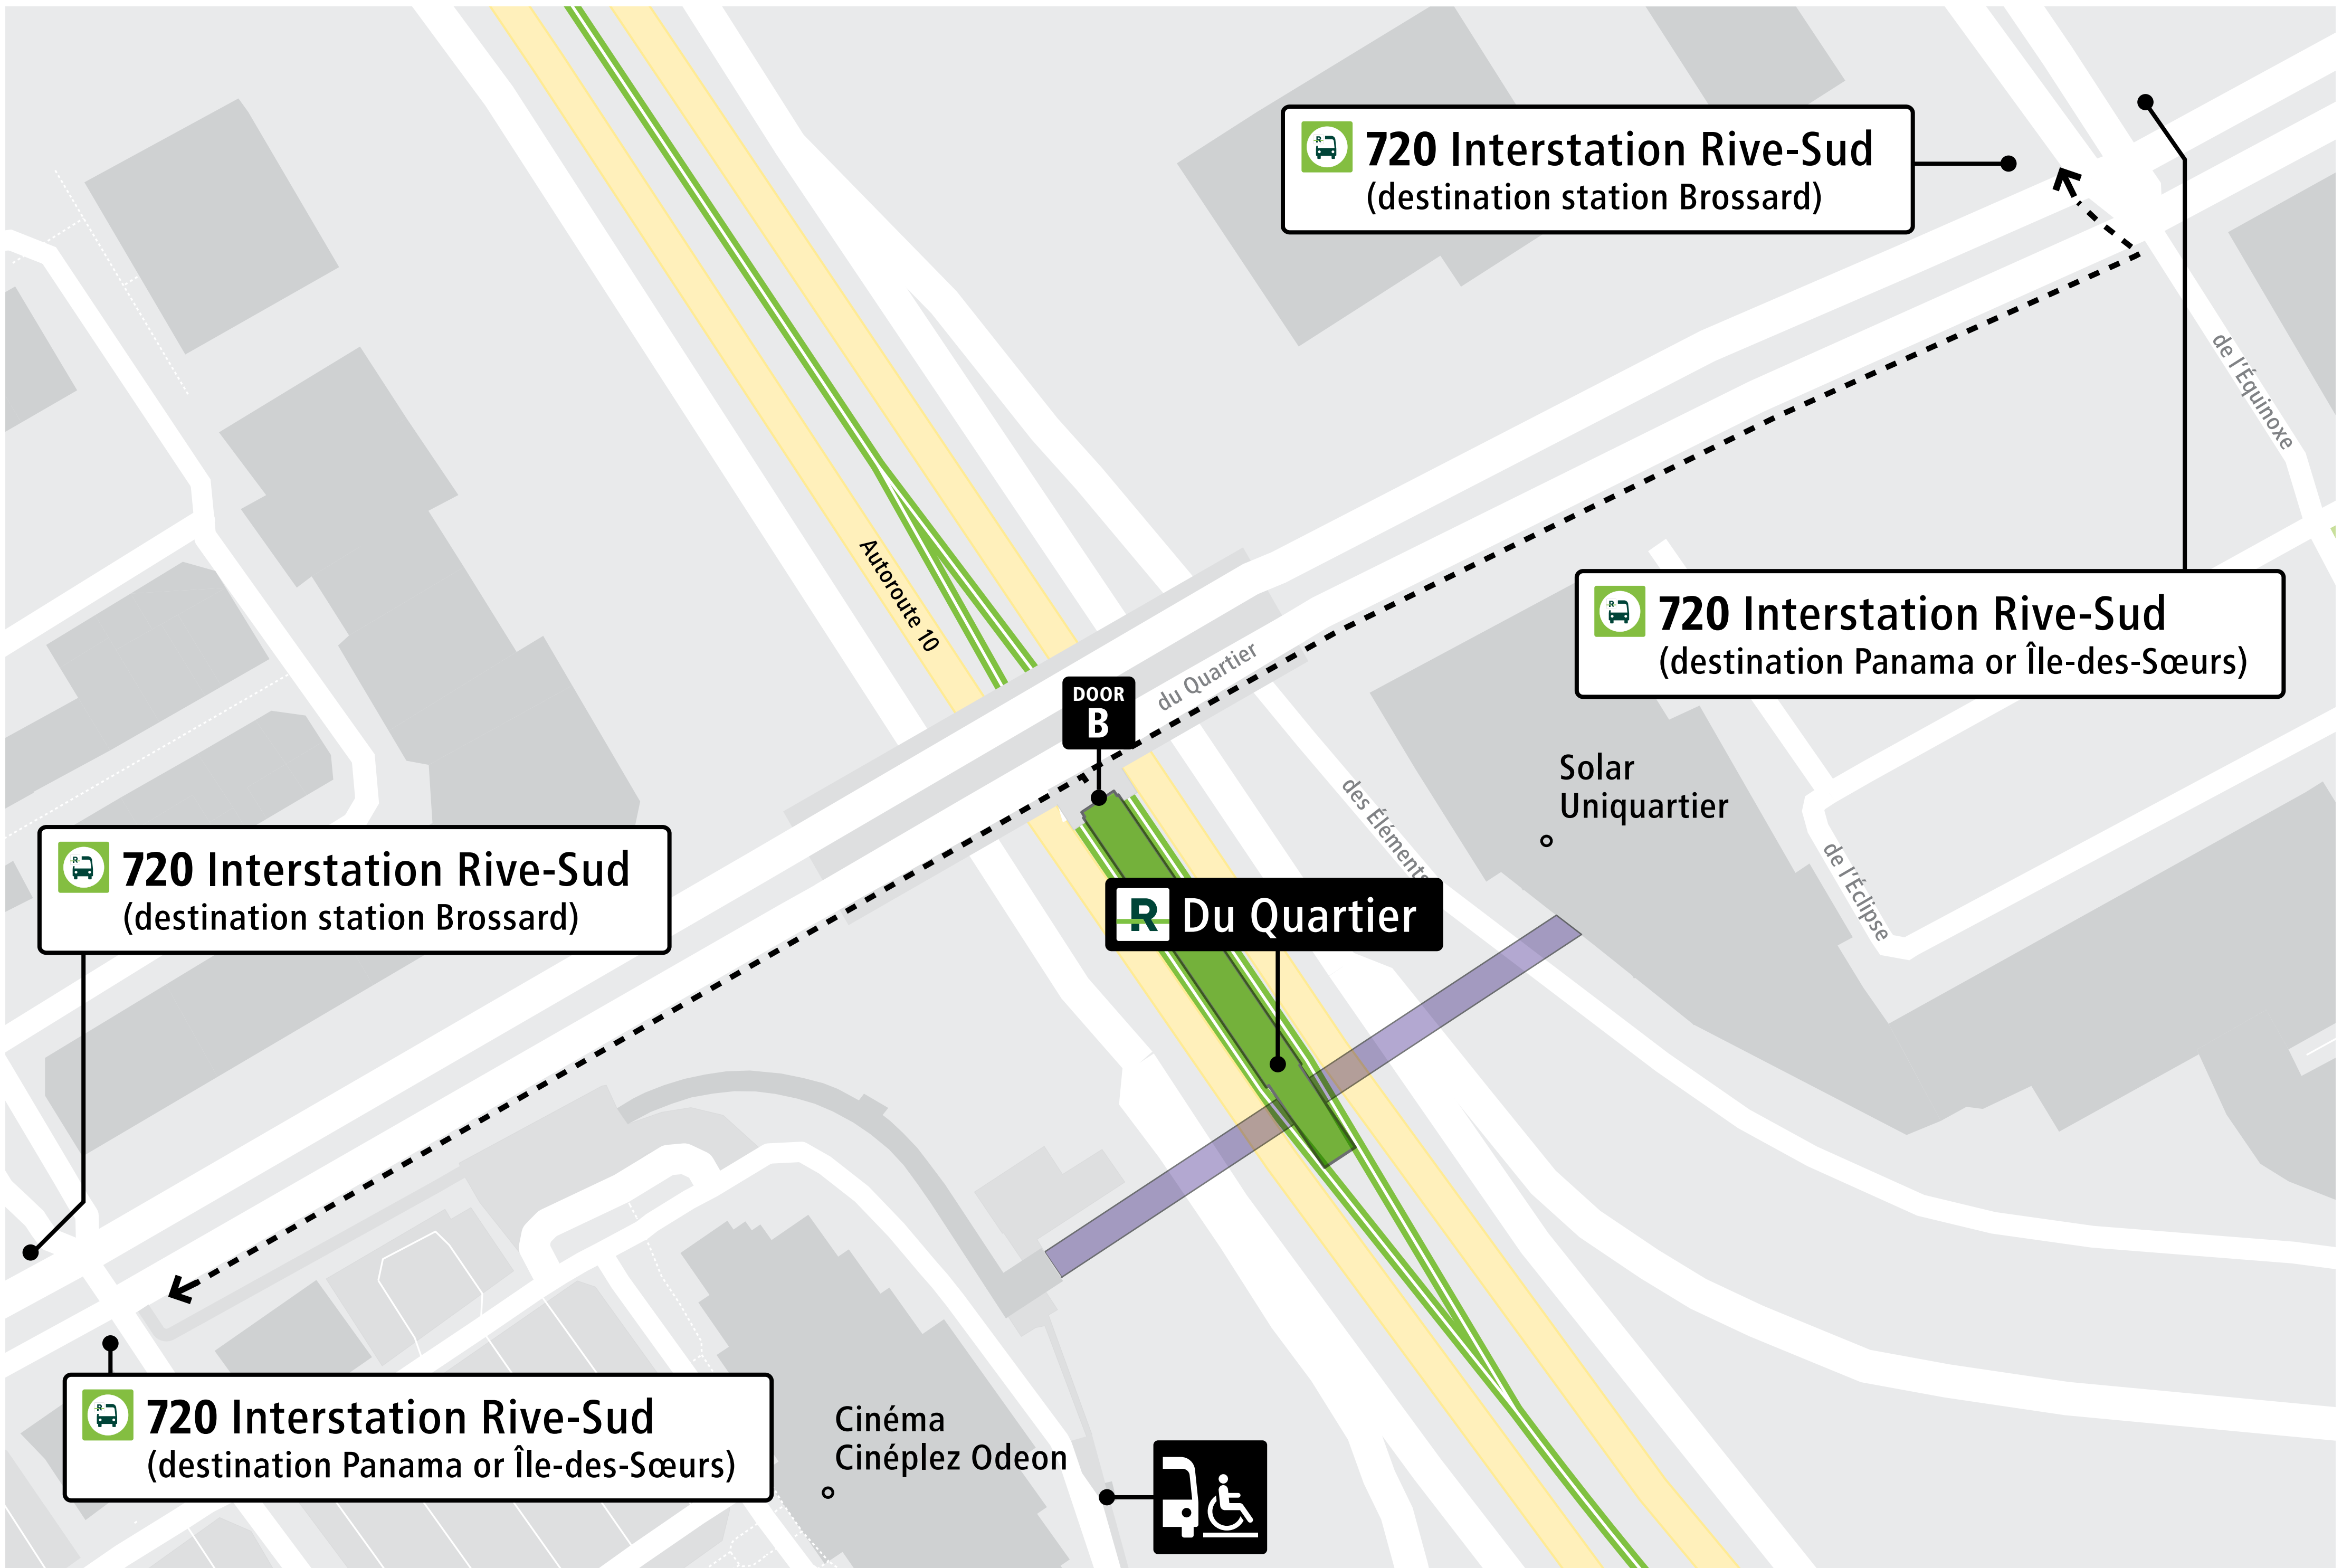 720 Interstation Rive-Sud
(destination station Brossard)
de l'Équinoxe
Autoroute 10
720 Interstation Rive-Sud
(destination Panama or Île-des-Sœurs)
du Quartier
DOOR
B
Solar
Uniquartier
des Éléments
de l'Éclipse
720 Interstation Rive-Sud
(destination station Brossard)
R Du Quartier
720 Interstation Rive-Sud
(destination Panama or Île-des-Sœurs)
Cinéma
Cinéplez Odeon